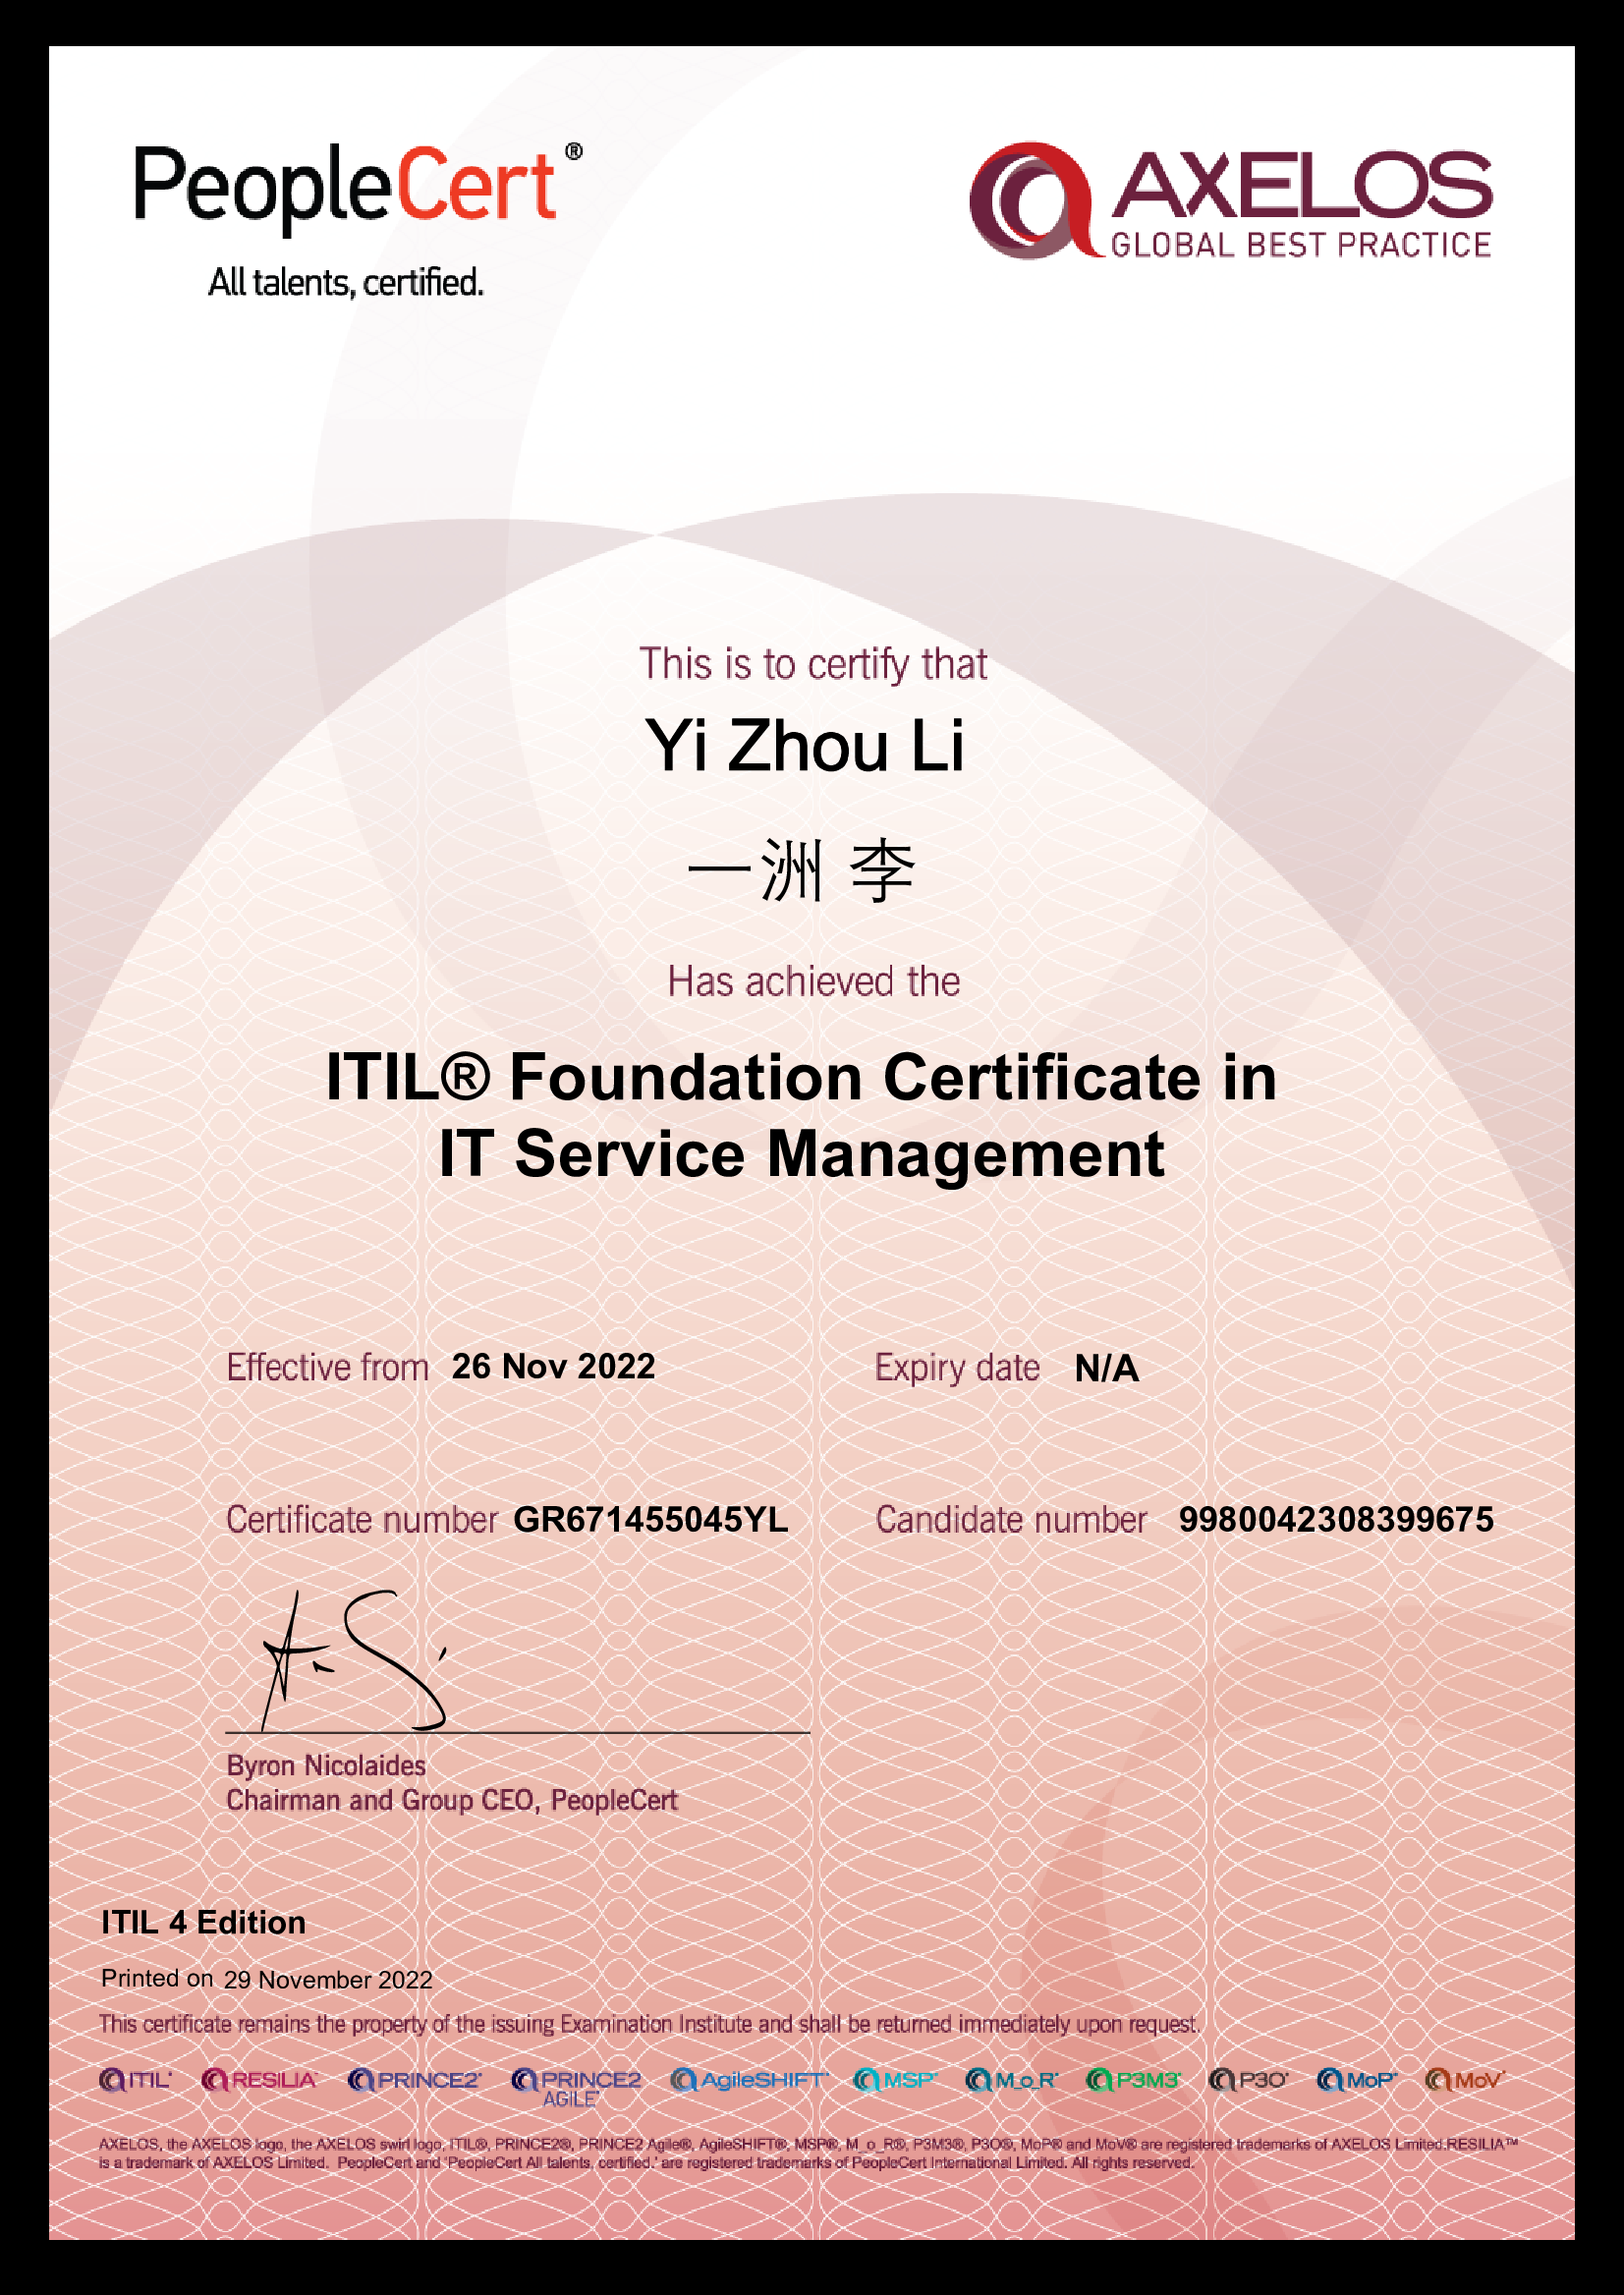 PeopleCert®
All talents, certified.
AXELOS
GLOBAL BEST PRACTICE
This is to certify that
Yi Zhou Li
一洲 李
Has achieved the
ITIL® Foundation Certificate in
IT Service Management
Effective from 26 Nov 2022
Expiry date N/A
Certificate number GR671455045YL
Candidate number 9980042308399675
Byron Nicolaides
Chairman and Group CEO, PeopleCert
ITIL 4 Edition
Printed on 29 November 2022
This certificate remains the property of the issuing Examination Institute and shall be returned immediately upon request.
ITIL® RESILIA™ PRINCE2® PRINCE2 AGILE® AgileSHIFT® MSP® M_o_R® P3M3® P3O® MoP® MoV®
AXELOS, the AXELOS logo, the AXELOS swirl logo, ITIL®, PRINCE2®, PRINCE2 Agile®, AgileSHIFT®, MSP®, M_o_R®, P3M3®, P3O®, MoP® and MoV® are registered trademarks of AXELOS Limited.RESILIA™
is a trademark of AXELOS Limited. PeopleCert and 'PeopleCert All talents, certified.' are registered trademarks of PeopleCert International Limited. All rights reserved.